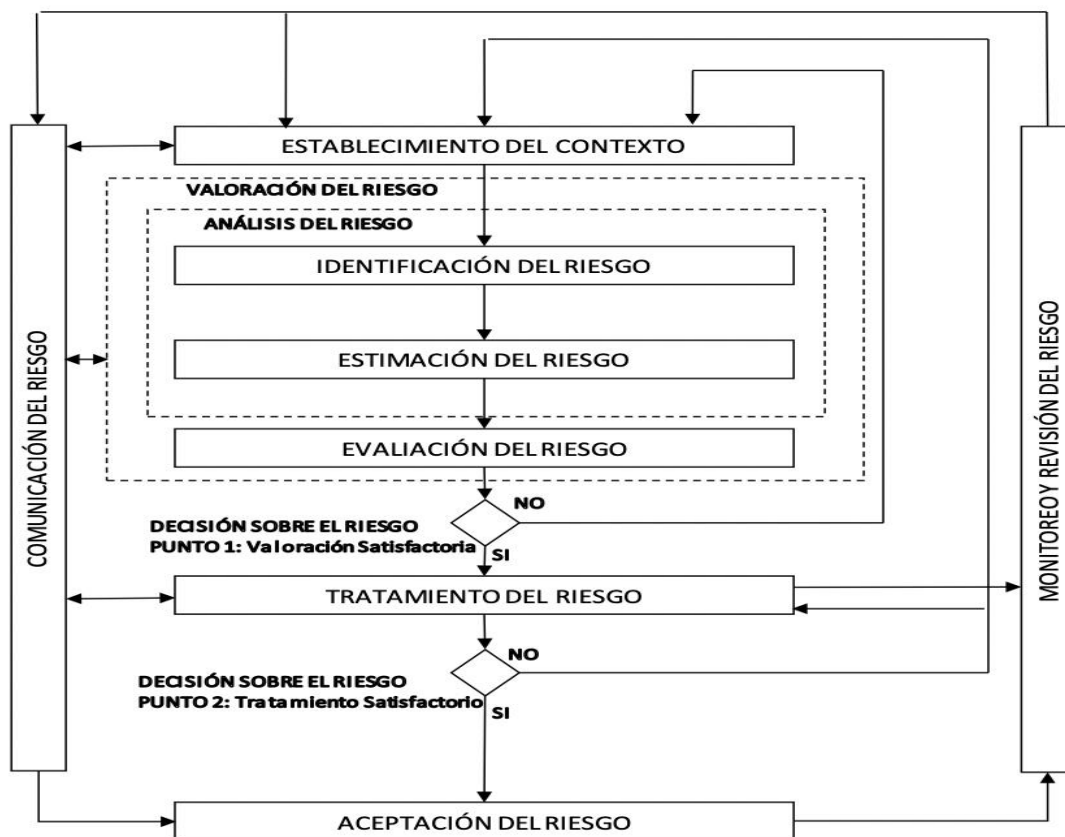 ESTABLECIMIENTO DEL CONTEXTO
VALORACIÓN DEL RIESGO
ANÁLISIS DEL RIESGO
IDENTIFICACIÓN DEL RIESGO
ESTIMACIÓN DEL RIESGO
EVALIACIÓN DEL RIESGO
NO
DECISIÓN SOBRE EL RIESGO
PUNTO 1: Valoración Satisfactoria
SI
TRATAMIENTO DEL RIESGO
NO
DECISIÓN SOBRE EL RIESGO
PUNTO 2: Tratamiento Satisfactorio
SI
ACEPTACIÓN DEL RIESGO
COMUNICACIÓN DEL RIESGO
MONITOREO Y REVISIÓN DEL RIESGO